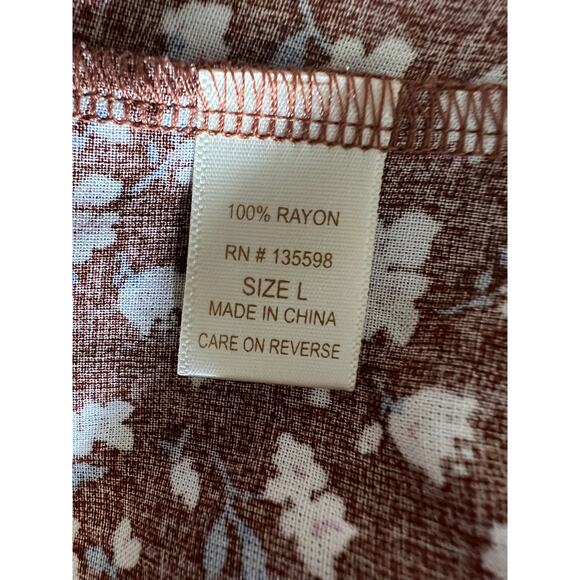 100% RAYON
RN # 135598
SIZE L
MADE IN CHINA
CARE ON REVERSE